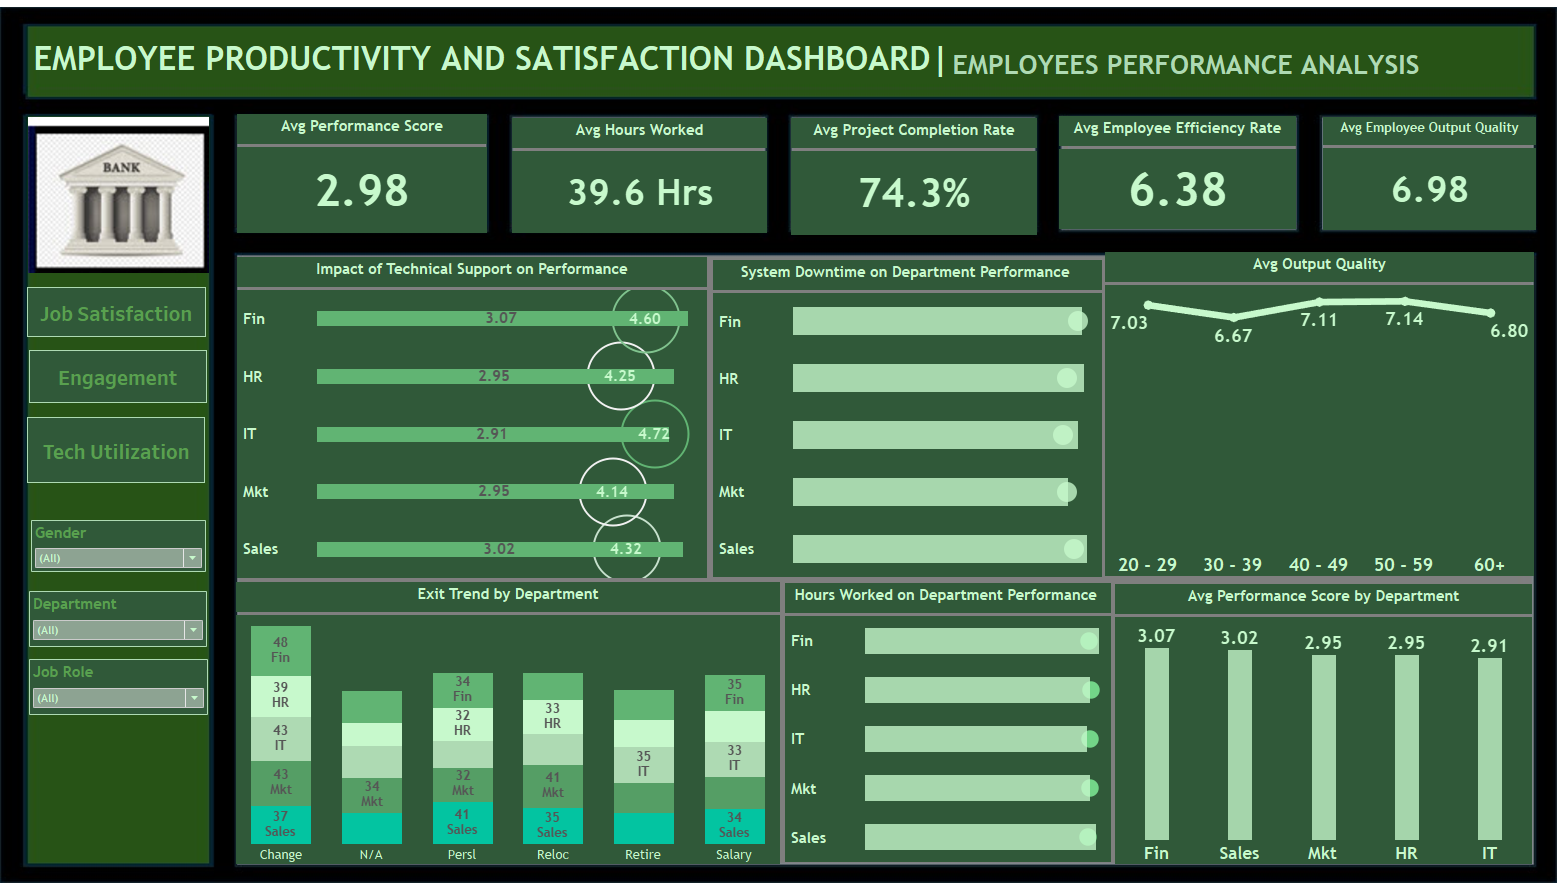 EMPLOYEE PRODUCTIVITY AND SATISFACTION DASHBOARD| EMPLOYEES PERFORMANCE ANALYSIS
BANK
Job Satisfaction
Engagement
Tech Utilization
Gender
(All)
Department
(All)
Job Role
(All)
Avg Performance Score
2.98
Avg Hours Worked
39.6 Hrs
Avg Project Completion Rate
74.3%
Avg Employee Efficiency Rate
6.38
Avg Employee Output Quality
6.98
Impact of Technical Support on Performance
Fin 3.07 4.60
HR 2.95 4.25
IT 2.91 4.72
Mkt 2.95 4.14
Sales 3.02 4.32
System Downtime on Department Performance
Fin
HR
IT
Mkt
Sales
Avg Output Quality
7.03 6.67 7.11 7.14 6.80
20 - 29 30 - 39 40 - 49 50 - 59 60+
Exit Trend by Department
48
Fin
39
HR
43
IT
43
Mkt
37
Sales
Change
34
Mkt
N/A
34
Fin
32
HR
32
Mkt
41
Sales
Persl
33
HR
41
Mkt
35
Sales
Reloc
35
IT
Retire
35
Fin
33
IT
34
Sales
Salary
Hours Worked on Department Performance
Fin
HR
IT
Mkt
Sales
Avg Performance Score by Department
3.07 3.02 2.95 2.95 2.91
Fin Sales Mkt HR IT